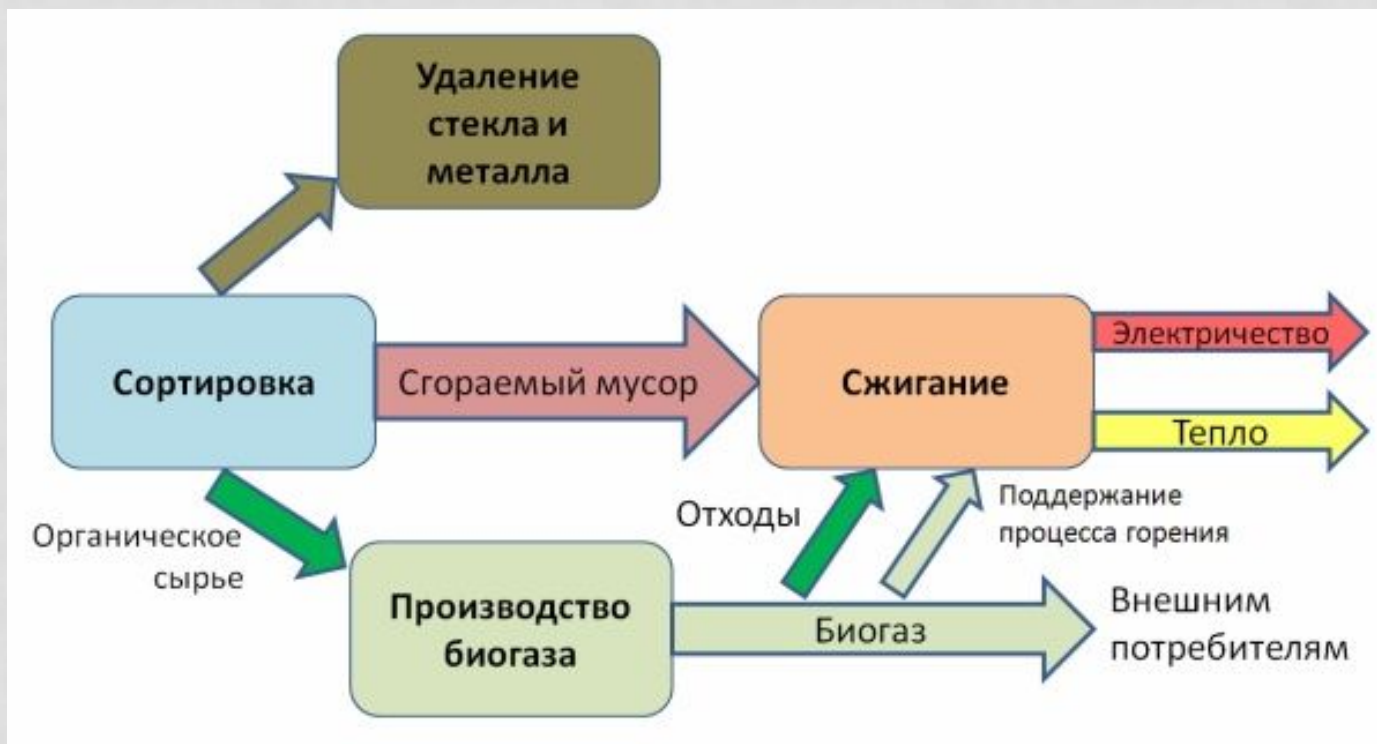 Удаление
стекла и
металла
Сортировка
Сгораемый мусор
Сжигание
Электричество
Тепло
Органическое
сырье
Отходы
Поддержание
процесса горения
Производство
биогаза
Биогаз
Внешним
потребителям